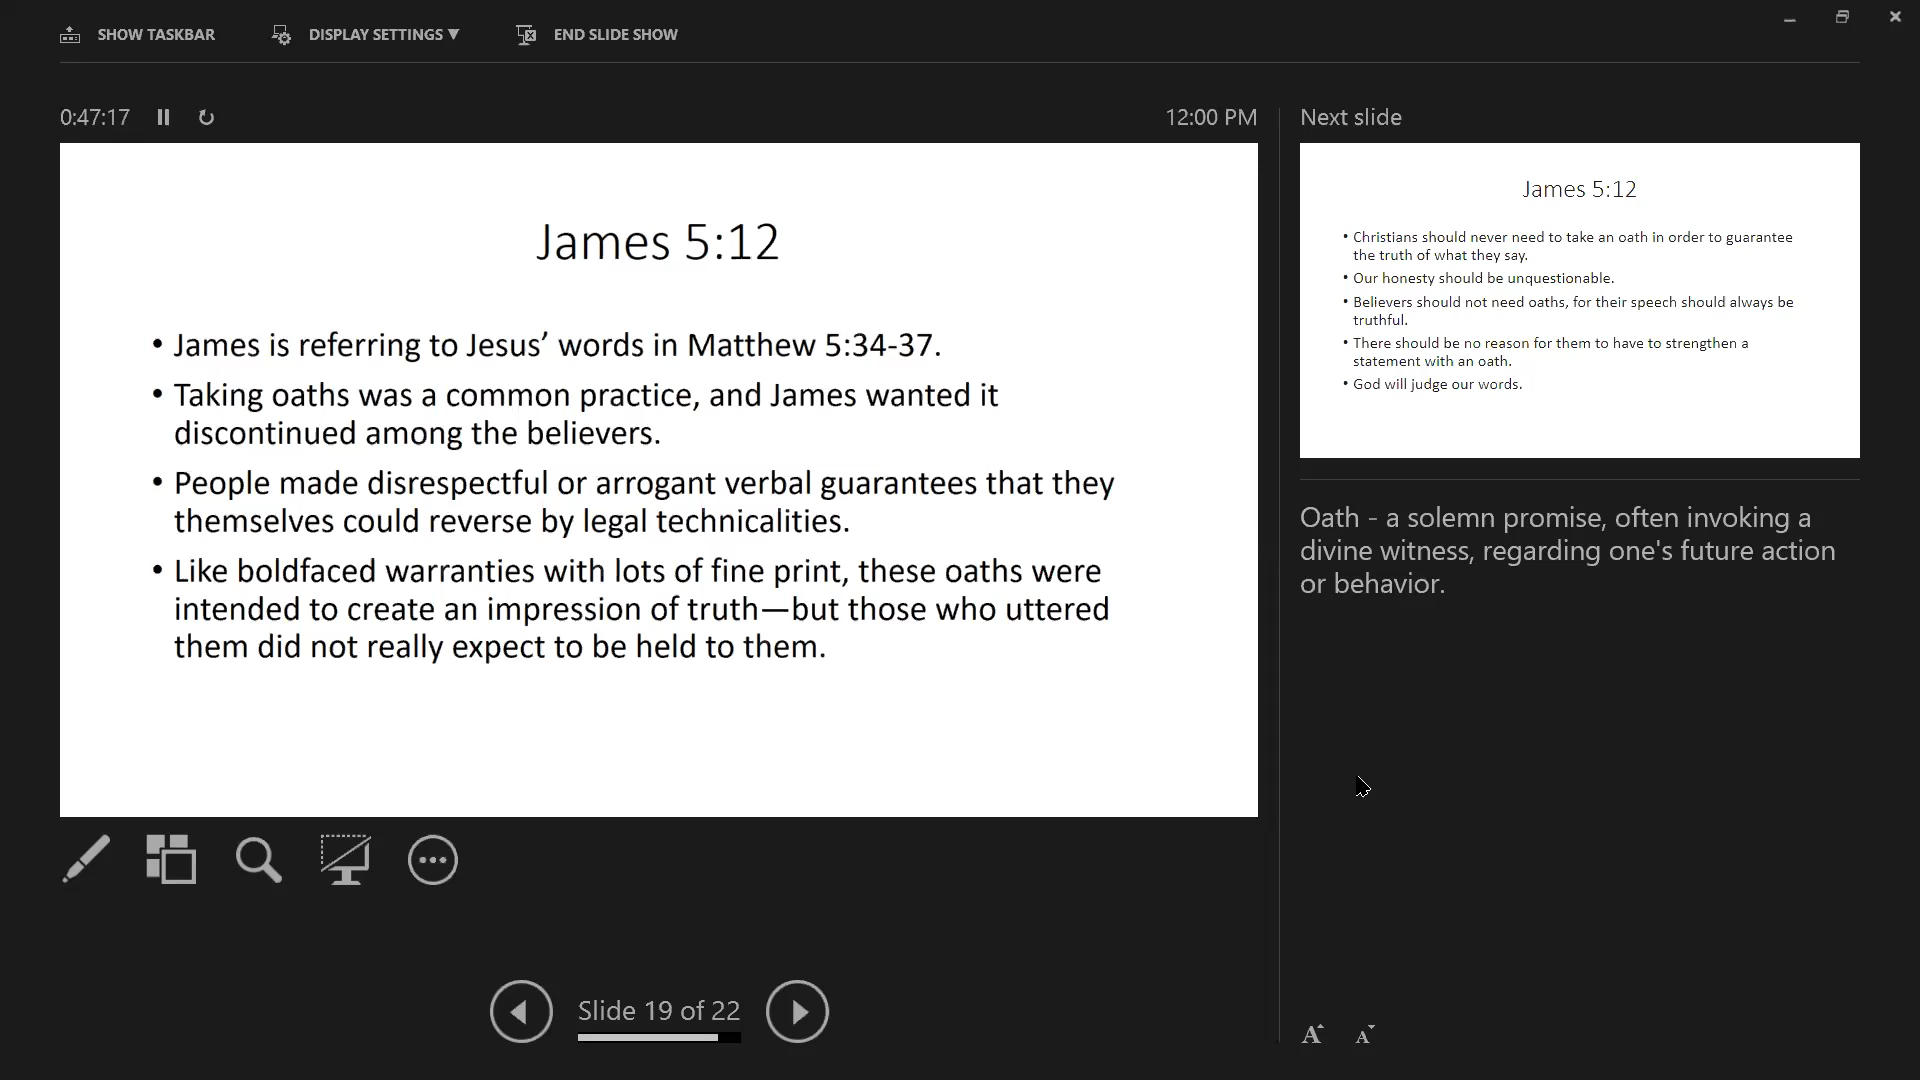 SHOW TASKBAR
DISPLAY SETTINGS ▼
END SLIDE SHOW
0:47:17
12:00 PM
James 5:12
• James is referring to Jesus’ words in Matthew 5:34-37.
• Taking oaths was a common practice, and James wanted it
discontinued among the believers.
• People made disrespectful or arrogant verbal guarantees that they
themselves could reverse by legal technicalities.
• Like boldfaced warranties with lots of fine print, these oaths were
intended to create an impression of truth—but those who uttered
them did not really expect to be held to them.
Slide 19 of 22
Next slide
James 5:12
• Christians should never need to take an oath in order to guarantee
the truth of what they say.
• Our honesty should be unquestionable.
• Believers should not need oaths, for their speech should always be
truthful.
• There should be no reason for them to have to strengthen a
statement with an oath.
• God will judge our words.
Oath - a solemn promise, often invoking a
divine witness, regarding one's future action
or behavior.
A A